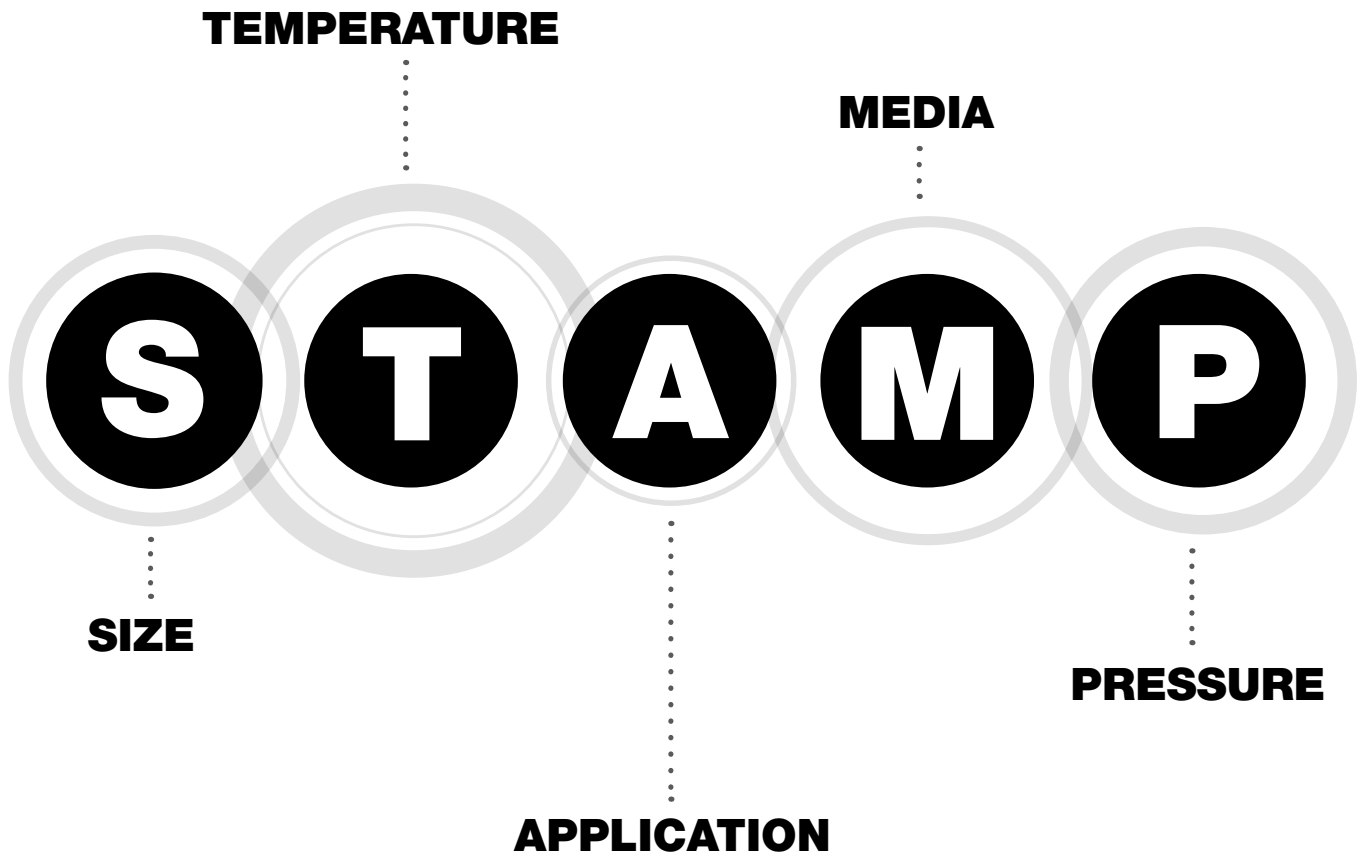 TEMPERATURE
MEDIA
S T A M P
SIZE
PRESSURE
APPLICATION